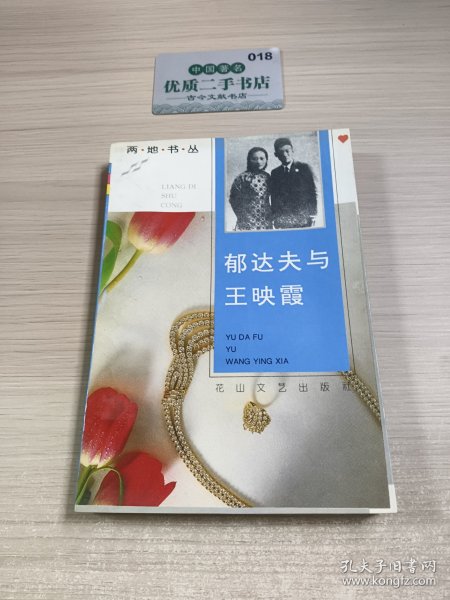 018
中国著名
优质二手书店
古今文献书店
两·地·书·丛
LIANG DI
SHU
CONG
郁达夫与
王映霞
YU DA FU
YU
WANG YING XIA
花山文艺出版社
孔夫子旧书网
www.kongfz.com